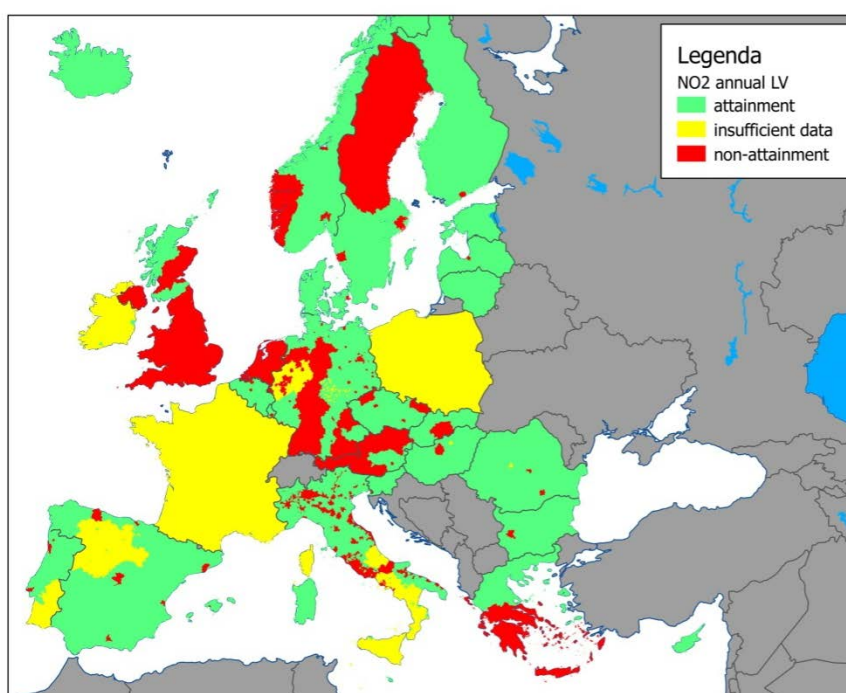 Legenda
NO2 annual LV
attainment
insufficient data
non-attainment